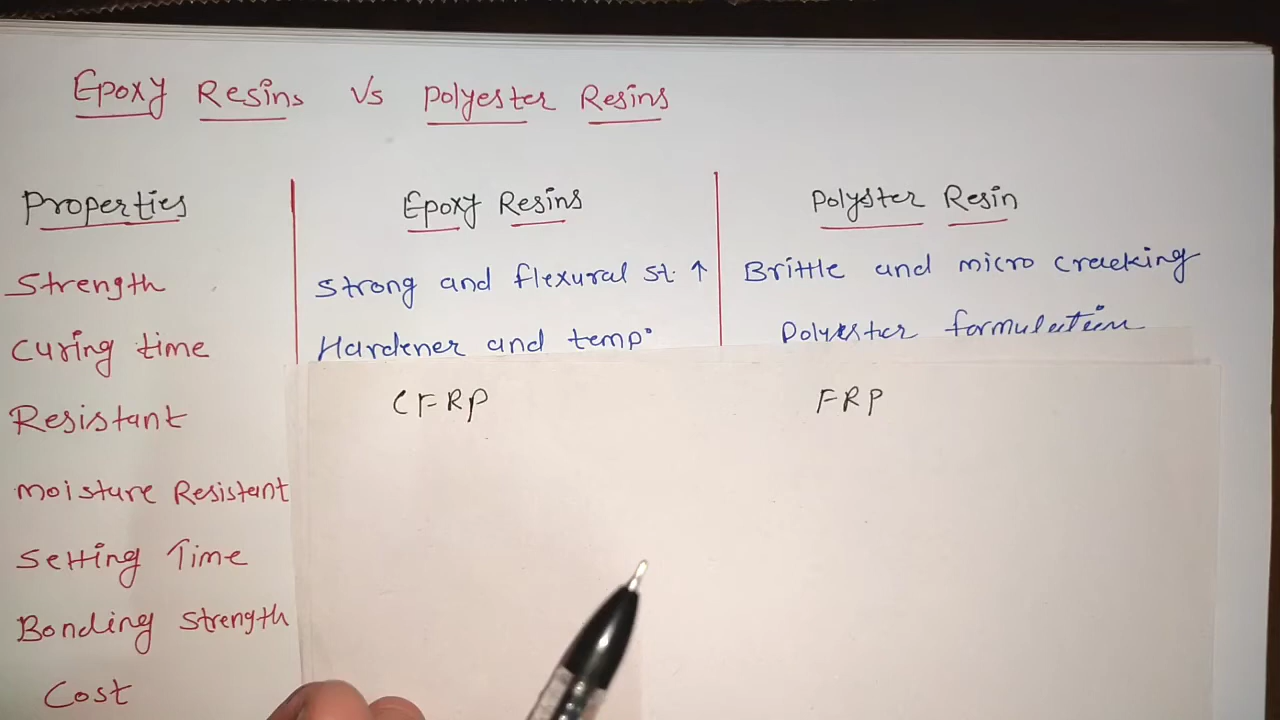 Epoxy Resins Vs Polyester Resins
Properties Epoxy Resins Polyster Resin
Strength Strong and flexural st. ↑ Brittle and micro cracking
Curing time Hardener and temp° Polyester formulation
Resistant CFRP FRP
Moisture Resistant
Setting Time
Bonding Strength
Cost